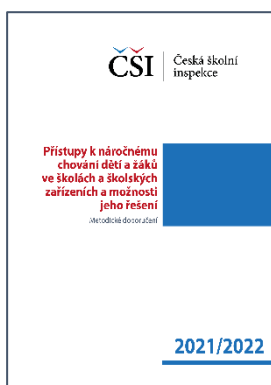 ČŠI
Česká školní
inspekce
Přístupy k náročnému
chování dětí a žáků
ve školách a školských
zařízeních a možnosti
jeho řešení
Metodické doporučení
2021/2022